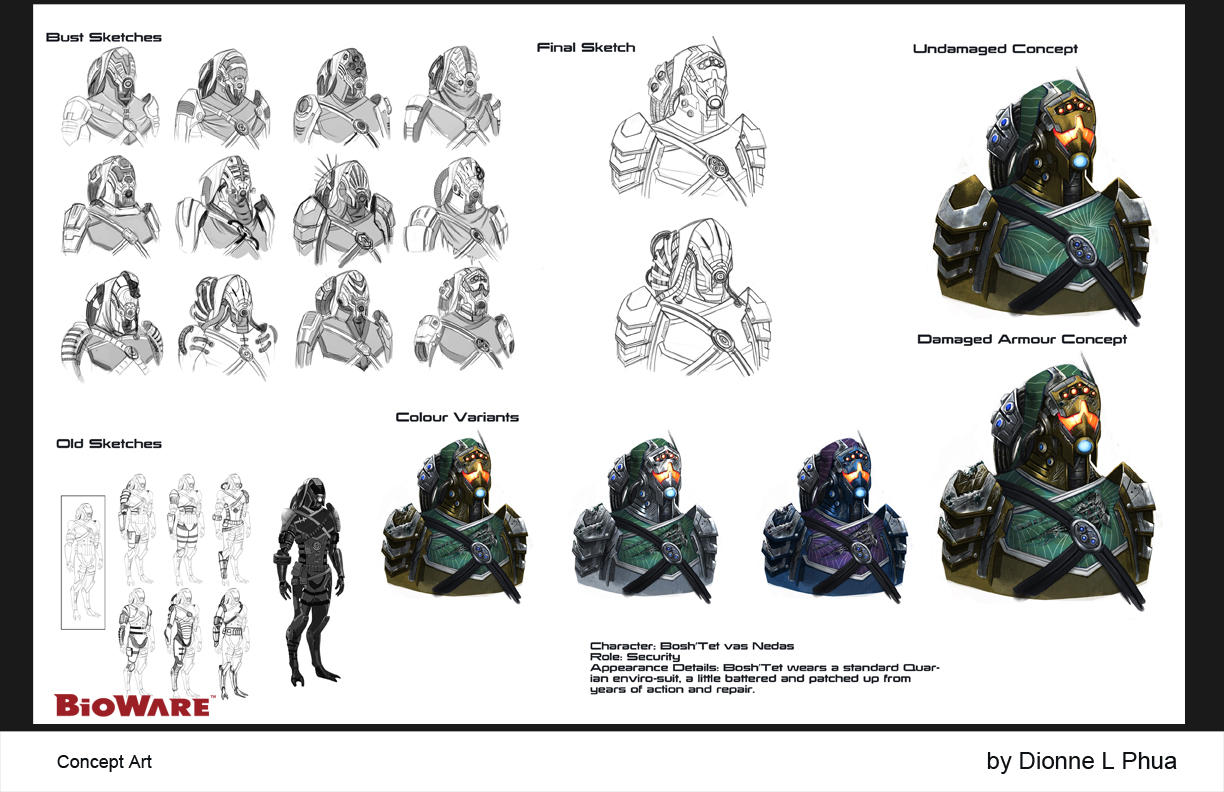 Bust Sketches
Final Sketch
Undamaged Concept
Damaged Armour Concept
Colour Variants
Old Sketches
Character: Bosh'Tet vas Nedas
Role: Security
Appearance Details: Bosh'Tet wears a standard Quar-
ian enviro-suit, a little battered and patched up from
years of action and repair.
BIOWARE™
Concept Art
by Dionne L Phua